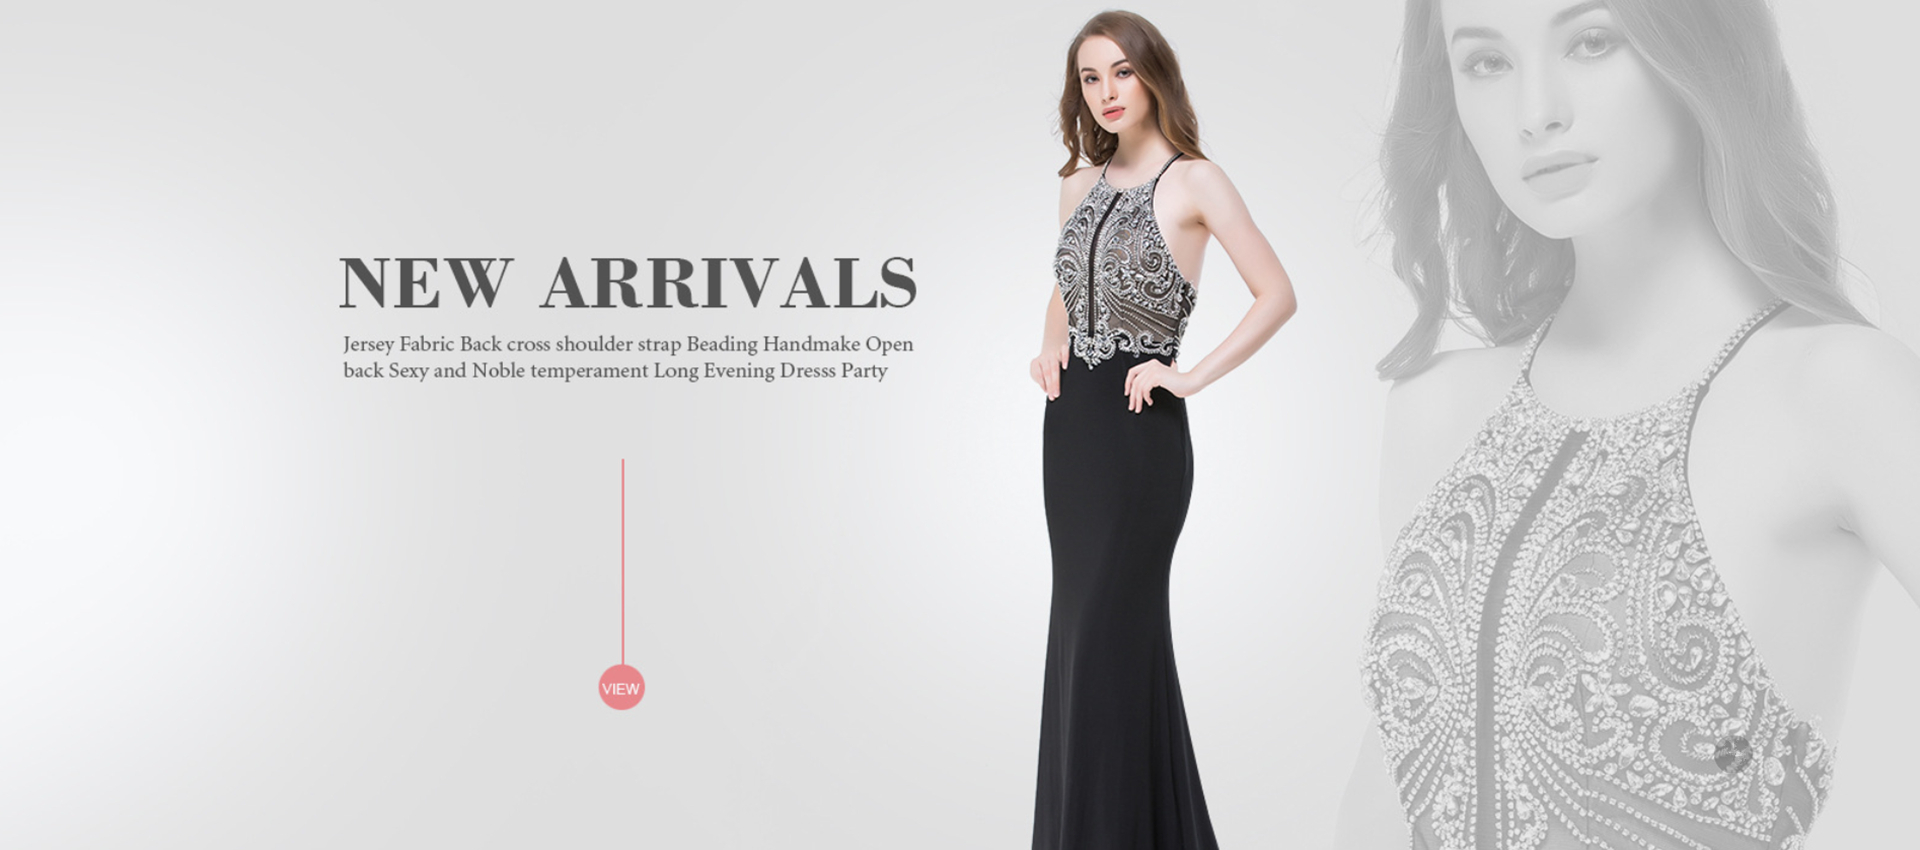 NEW ARRIVALS
Jersey Fabric Back cross shoulder strap Beading Handmake Open
back Sexy and Noble temperament Long Evening Dresss Party
VIEW